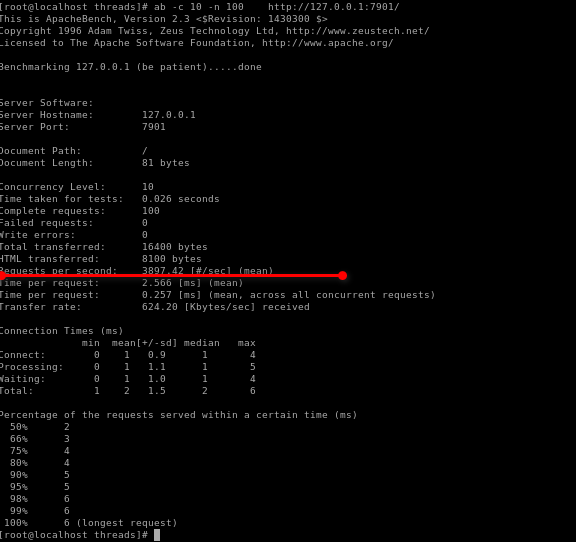 [root@localhost threads]# ab -c 10 -n 100    http://127.0.0.1:7901/
This is ApacheBench, Version 2.3 <$Revision: 1430300 $>
Copyright 1996 Adam Twiss, Zeus Technology Ltd, http://www.zeustech.net/
Licensed to The Apache Software Foundation, http://www.apache.org/
Benchmarking 127.0.0.1 (be patient).....done
Server Software:
Server Hostname:        127.0.0.1
Server Port:            7901
Document Path:          /
Document Length:        81 bytes
Concurrency Level:      10
Time taken for tests:   0.026 seconds
Complete requests:      100
Failed requests:        0
Write errors:           0
Total transferred:      16400 bytes
HTML transferred:       8100 bytes
Requests per second:    3897.42 [#/sec] (mean)
Time per request:       2.566 [ms] (mean)
Time per request:       0.257 [ms] (mean, across all concurrent requests)
Transfer rate:          624.20 [Kbytes/sec] received
Connection Times (ms)
              min  mean[+/-sd] median   max
Connect:        0    1   0.9      1       4
Processing:     0    1   1.1      1       5
Waiting:        0    1   1.0      1       4
Total:          1    2   1.5      2       6
Percentage of the requests served within a certain time (ms)
  50%      2
  66%      3
  75%      4
  80%      4
  90%      5
  95%      5
  98%      6
  99%      6
 100%      6 (longest request)
[root@localhost threads]#